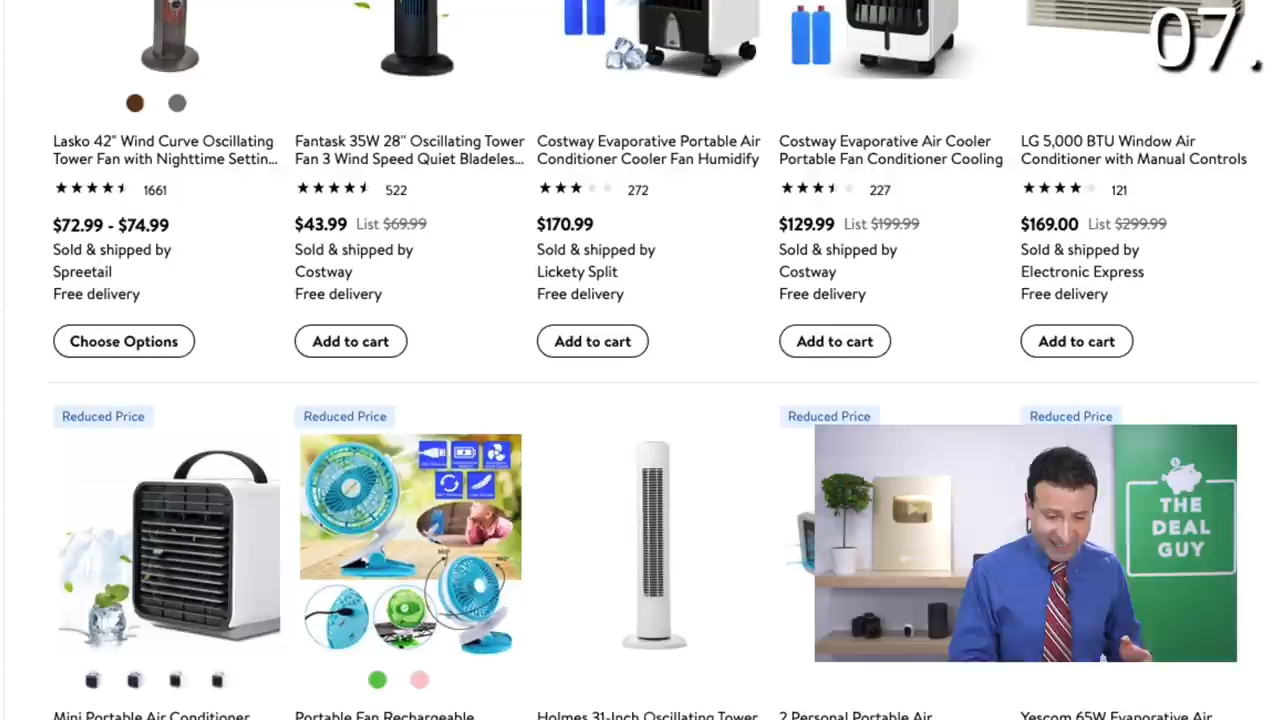 07.
Lasko 42" Wind Curve Oscillating
Tower Fan with Nighttime Settin...
1661
$72.99 - $74.99
Sold & shipped by
Spreetail
Free delivery
Choose Options
Fantask 35W 28" Oscillating Tower
Fan 3 Wind Speed Quiet Bladeles...
522
$43.99 List $69.99
Sold & shipped by
Costway
Free delivery
Add to cart
Costway Evaporative Portable Air
Conditioner Cooler Fan Humidify
272
$170.99
Sold & shipped by
Lickety Split
Free delivery
Add to cart
Costway Evaporative Air Cooler
Portable Fan Conditioner Cooling
227
$129.99 List $199.99
Sold & shipped by
Costway
Free delivery
Add to cart
LG 5,000 BTU Window Air
Conditioner with Manual Controls
121
$169.00 List $299.99
Sold & shipped by
Electronic Express
Free delivery
Add to cart
Reduced Price
Mini Portable Air Conditioner
Reduced Price
Portable Fan Rechargeable
Holmes 31-Inch Oscillating Tower
Reduced Price
2 Personal Portable Air
Reduced Price
Yescom 65W Evaporative Air
THE
DEAL
GUY